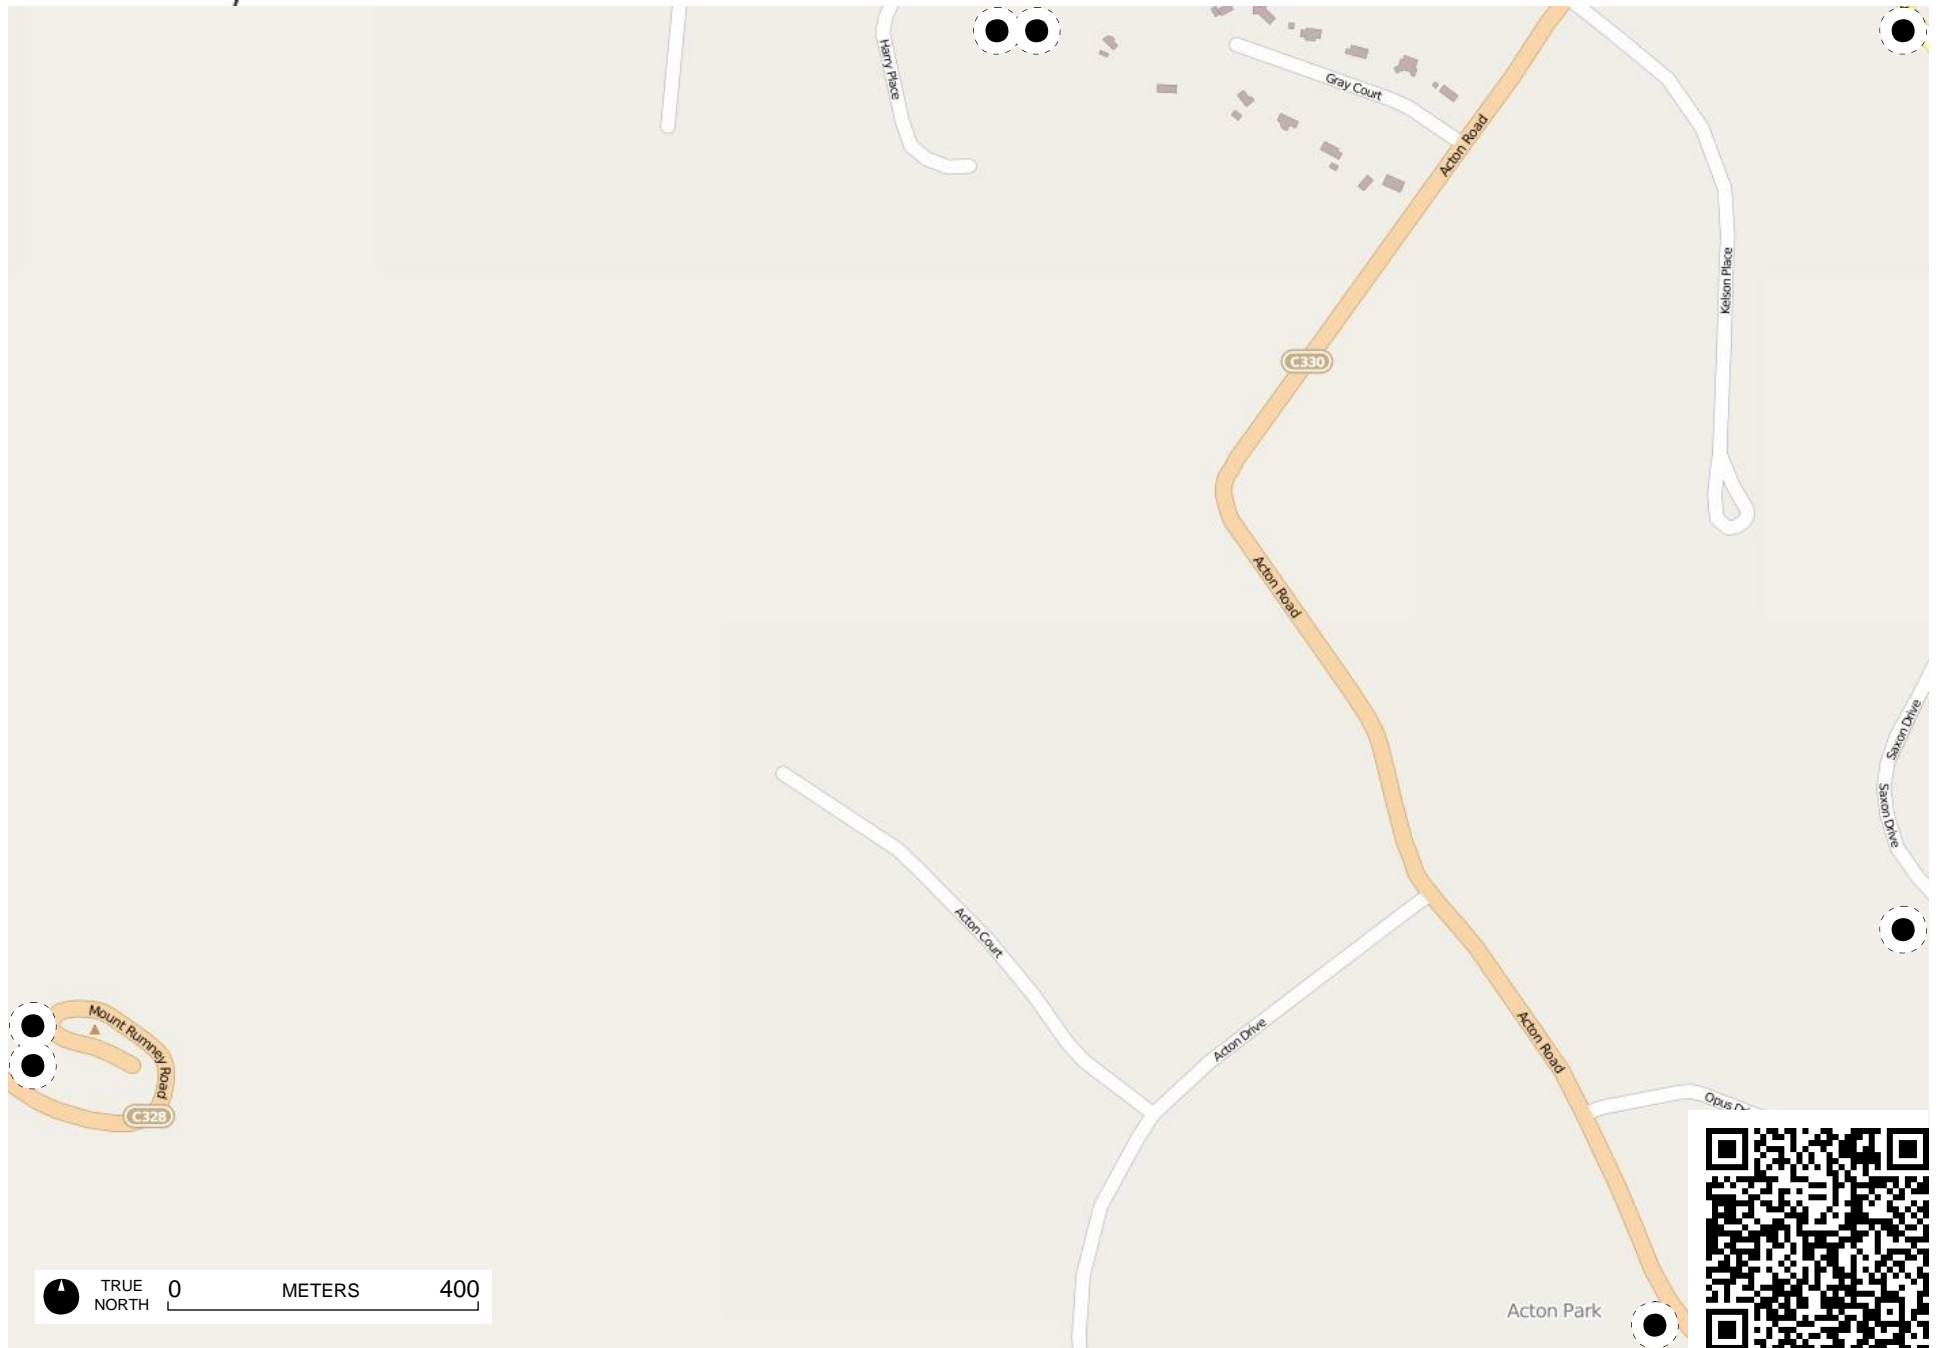 Harry Place
Gray Court
Acton Road
Kelson Place
C330
Acton Road
Saxon Drive
Saxon Drive
Acton Court
Mount Rumney Road
Acton Drive
Acton Road
C328
Opus
TRUE
NORTH
0 METERS 400
Acton Park